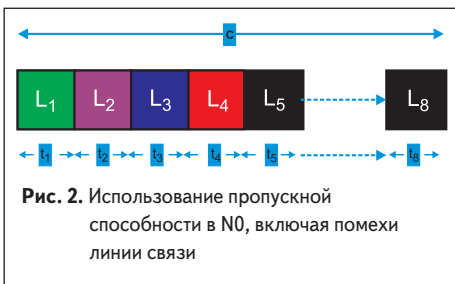 c
L₁ L₂ L₃ L₄ L₅ L₈
t₁ t₂ t₃ t₄ t₅ t₈
Рис. 2. Использование пропускной
способности в N0, включая помехи
линии связи